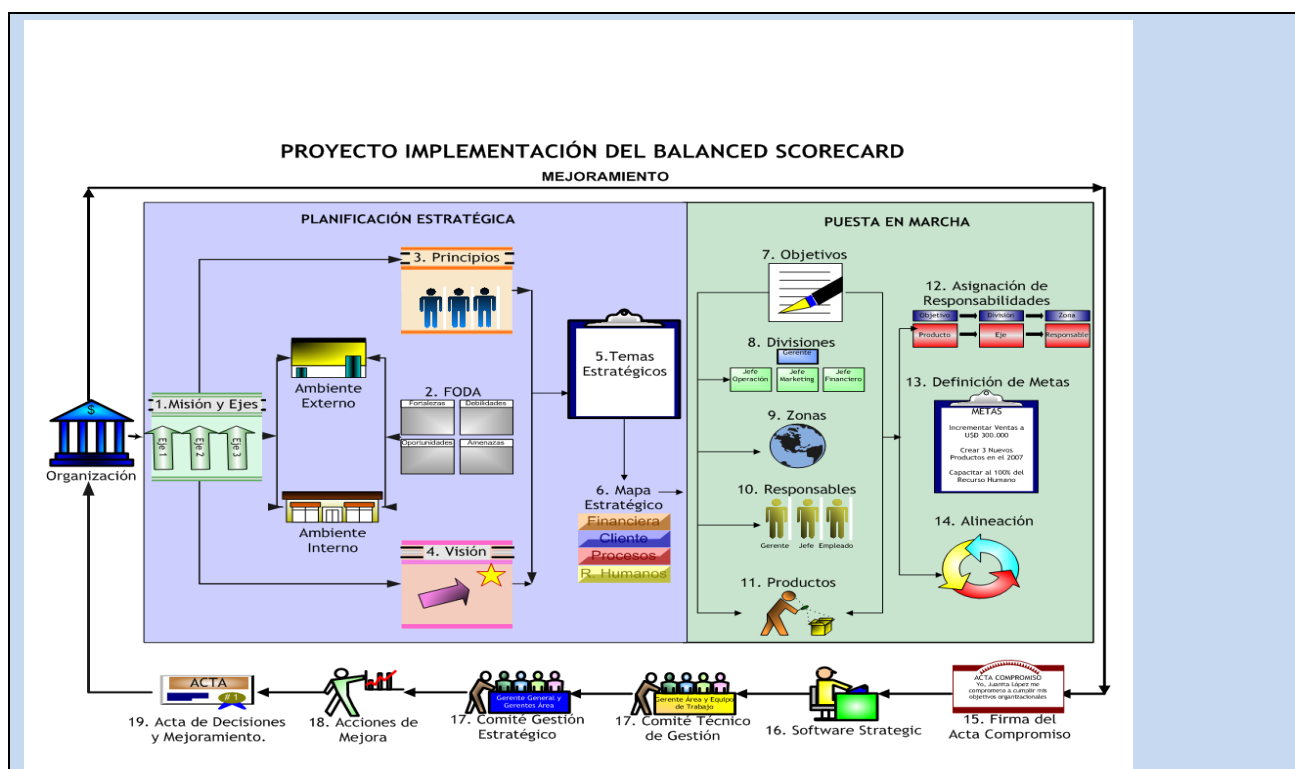 PROYECTO IMPLEMENTACIÓN DEL BALANCED SCORECARD
MEJORAMIENTO
PLANIFICACIÓN ESTRATÉGICA
PUESTA EN MARCHA
$
Organización
1.Misión y Ejes
Eje 1
Eje 2
Eje 3
3. Principios
Ambiente
Externo
2. FODA
Fortalezas
Debilidades
Oportunidades
Amenazas
Ambiente
Interno
4. Visión
5.Temas
Estratégicos
6. Mapa
Estratégico
Financiera
Cliente
Procesos
R. Humanos
7. Objetivos
8. Divisiones
Gerente
Jefe
Operación
Jefe
Marketing
Jefe
Financiero
9. Zonas
10. Responsables
Gerente
Jefe
Empleado
11. Productos
12. Asignación de
Responsabilidades
Objetivo
División
Zona
Producto
Eje
Responsable
13. Definición de Metas
METAS
Incrementar Ventas a
U$D 300.000
Crear 3 Nuevos
Productos en el 2007
Capacitar al 100% del
Recurso Humano
14. Alineación
ACTA COMPROMISO
Yo, Juanita López me
comprometo a cumplir mis
objetivos organizacionales
15. Firma del
Acta Compromiso
16. Software Strategic
Gerente Área y Equipo
de Trabajo
17. Comité Técnico
de Gestión
Gerente General y
Gerentes Área
17. Comité Gestión
Estratégico
18. Acciones de
Mejora
ACTA
# 1
19. Acta de Decisiones
y Mejoramiento.